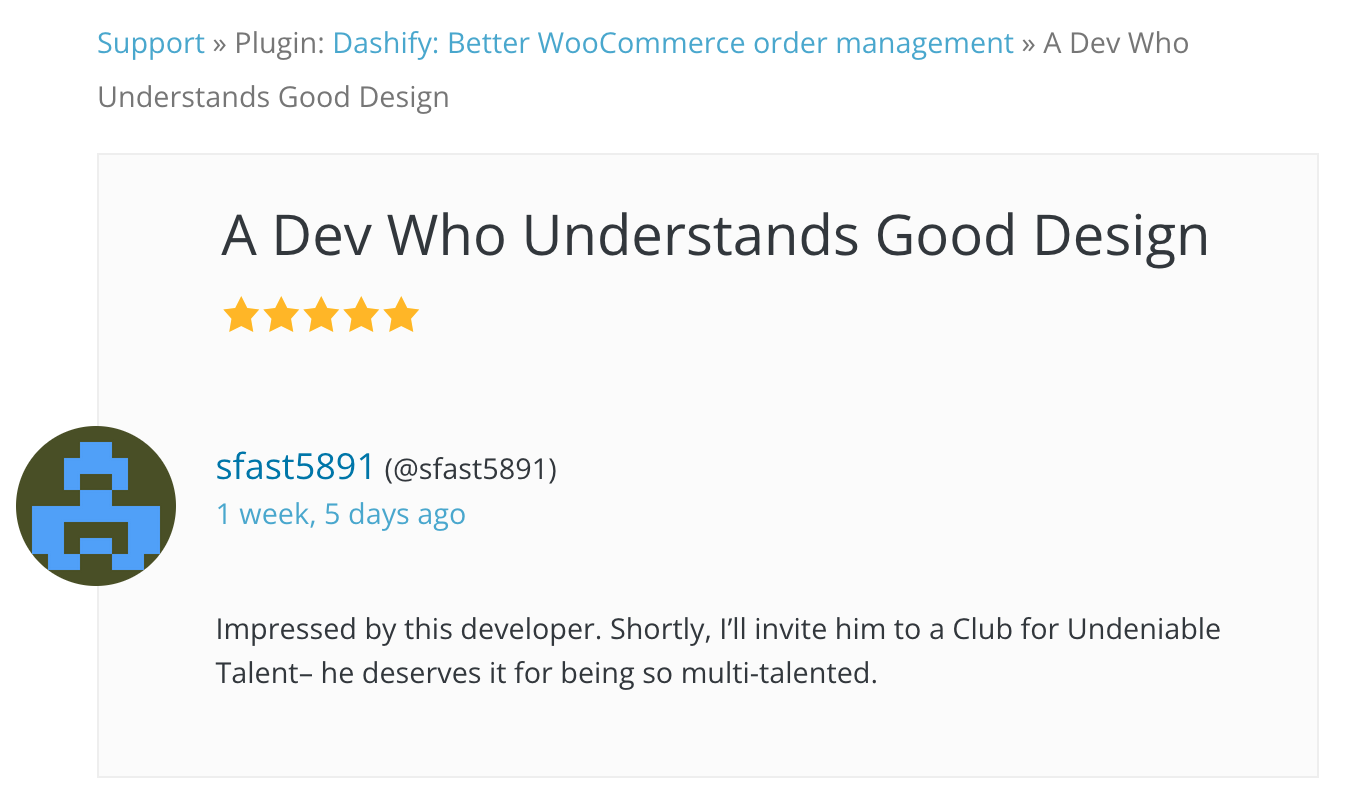 Support » Plugin: Dashify: Better WooCommerce order management » A Dev Who
Understands Good Design
A Dev Who Understands Good Design
sfast5891 (@sfast5891)
1 week, 5 days ago
Impressed by this developer. Shortly, I’ll invite him to a Club for Undeniable
Talent– he deserves it for being so multi-talented.